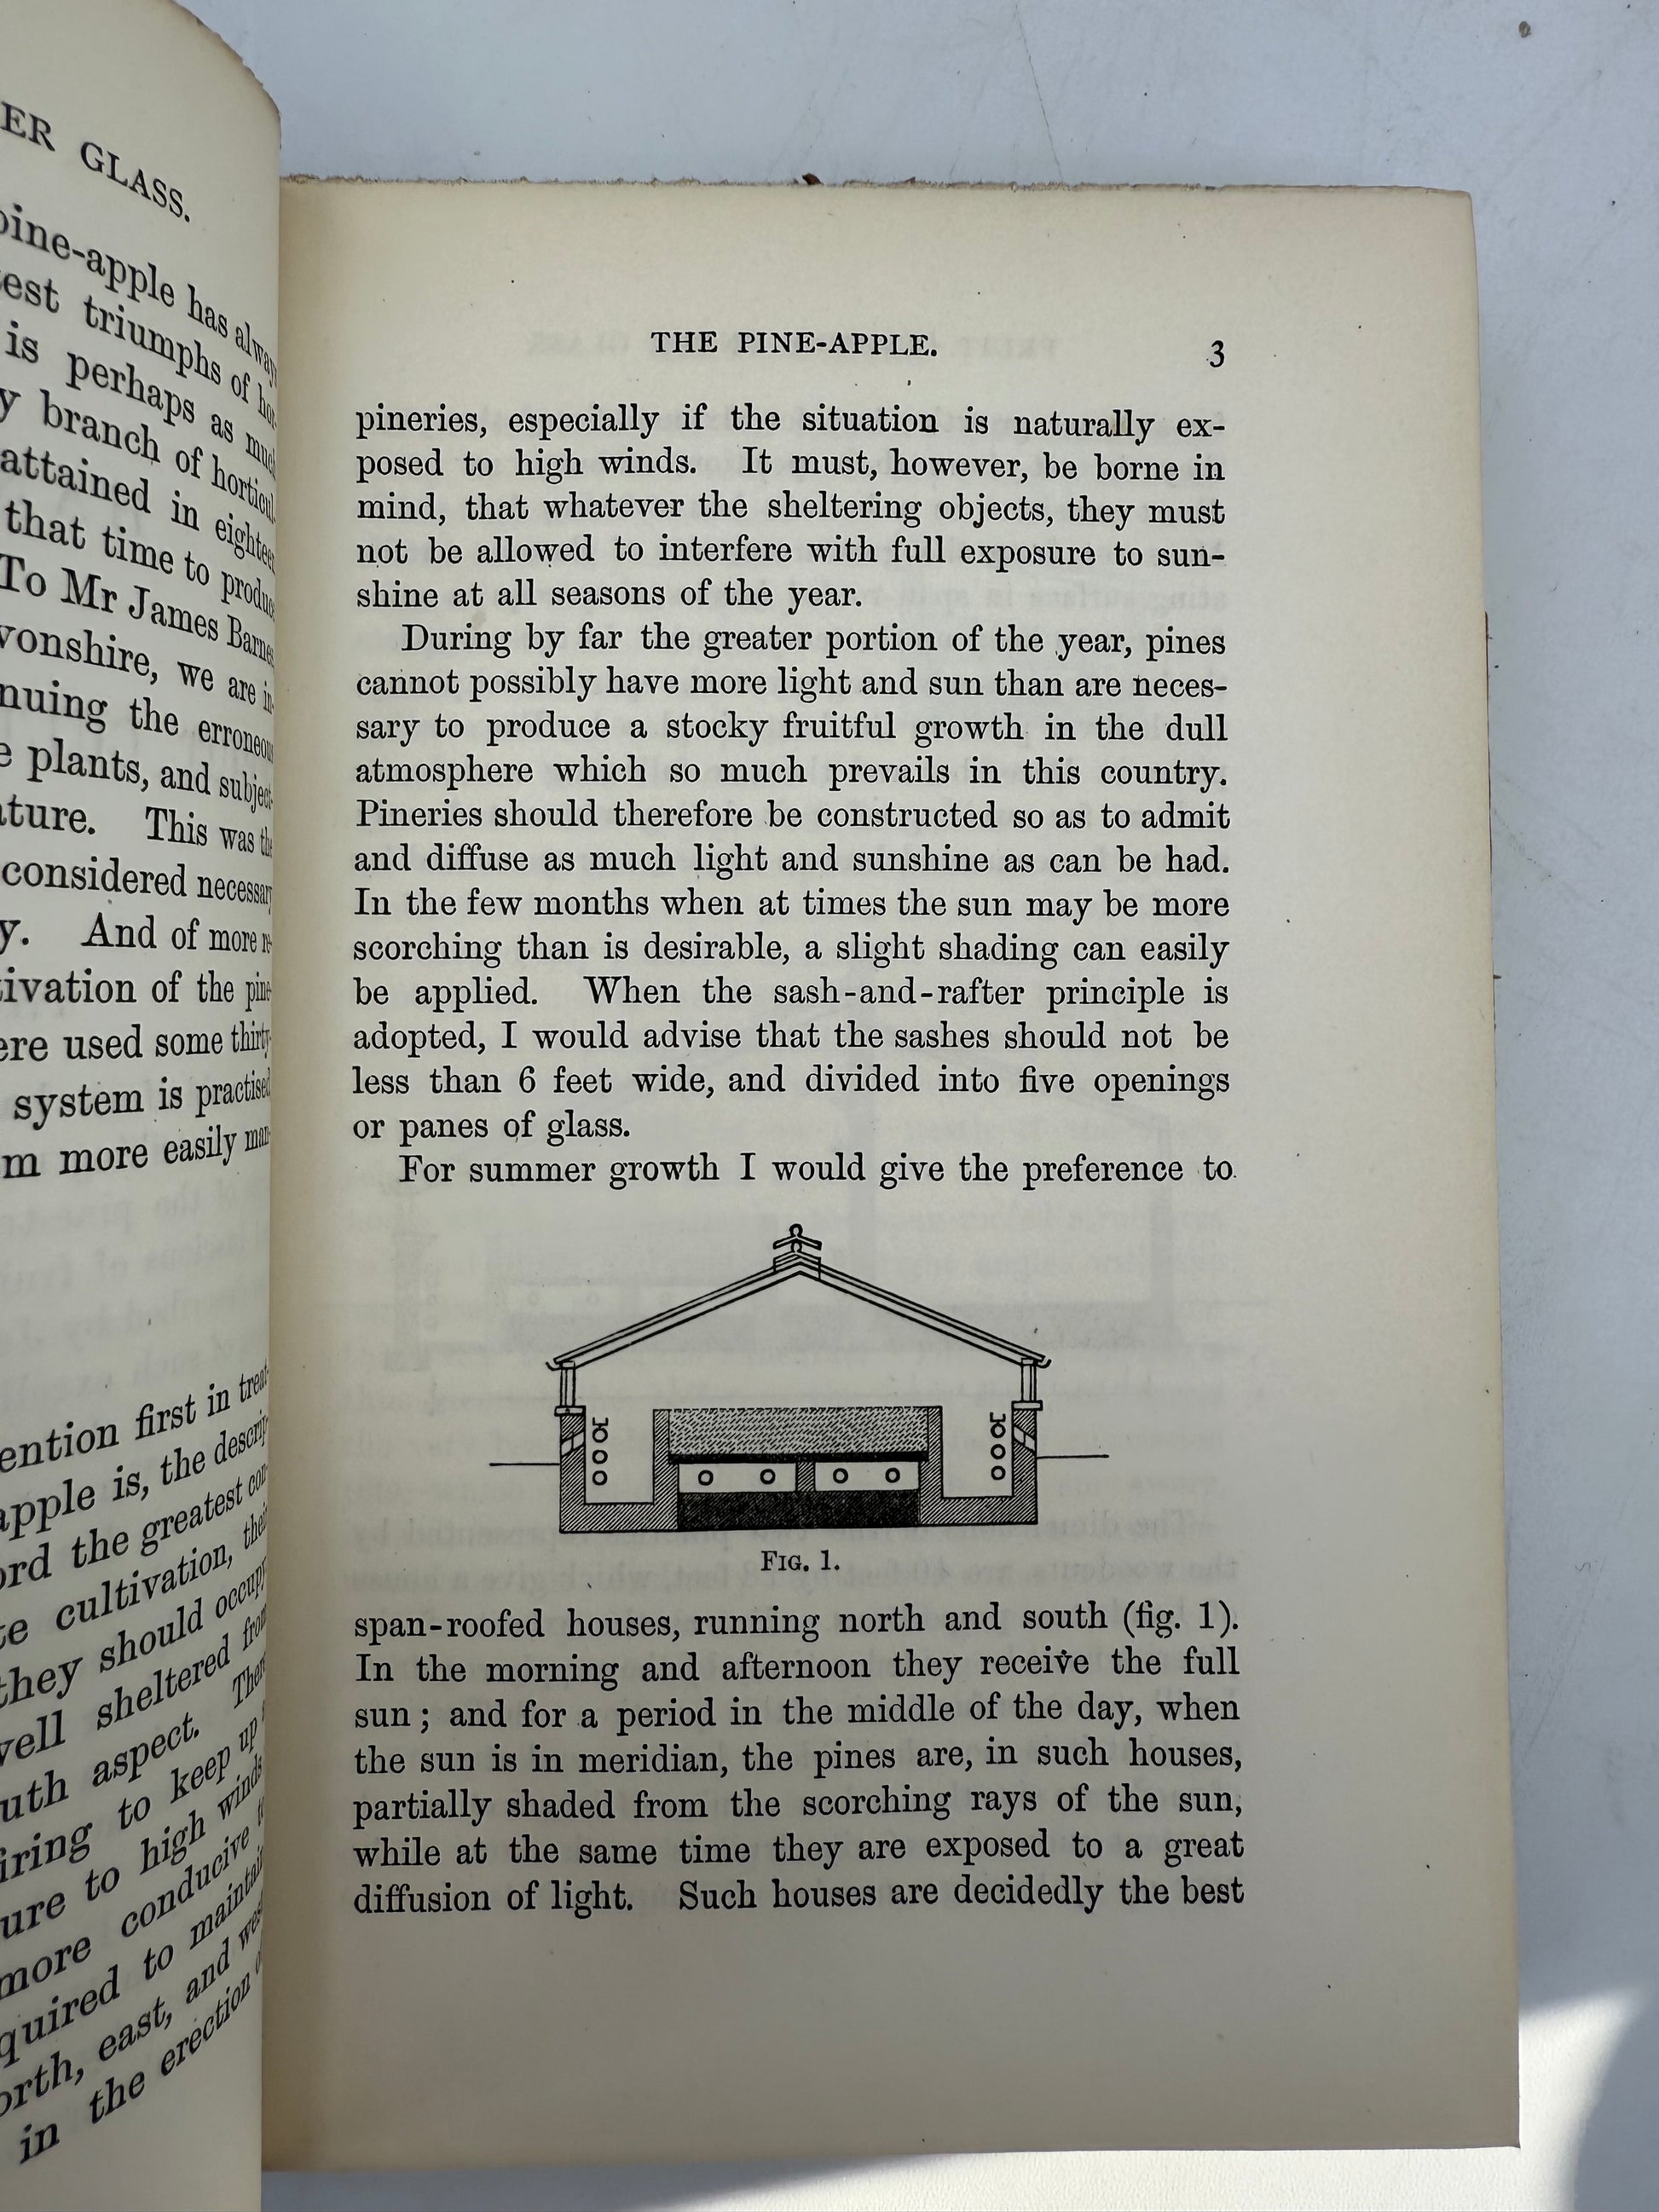 ER GLASS.
pine-apple has always
est triumphs of hor-
is perhaps as much
y branch of horticul-
attained in eighteen
that time to produce
To Mr James Barnes
vonshire, we are in-
nuing the erroneous
e plants, and subject-
ature. This was the
considered necessary
y. And of more re-
ivation of the pine-
ere used some thirty-
system is practised
m more easily man-
ention first in treat-
apple is, the descrip-
ord the greatest con-
te cultivation, their
they should occupy
well sheltered from
uth aspect. There
iring to keep up
ure to high winds
more conducive to
quired to maintain
orth, east, and west
in the erection of
THE PINE-APPLE. 3
pineries, especially if the situation is naturally ex-
posed to high winds. It must, however, be borne in
mind, that whatever the sheltering objects, they must
not be allowed to interfere with full exposure to sun-
shine at all seasons of the year.
During by far the greater portion of the year, pines
cannot possibly have more light and sun than are neces-
sary to produce a stocky fruitful growth in the dull
atmosphere which so much prevails in this country.
Pineries should therefore be constructed so as to admit
and diffuse as much light and sunshine as can be had.
In the few months when at times the sun may be more
scorching than is desirable, a slight shading can easily
be applied. When the sash-and-rafter principle is
adopted, I would advise that the sashes should not be
less than 6 feet wide, and divided into five openings
or panes of glass.
For summer growth I would give the preference to
FIG. 1.
span-roofed houses, running north and south (fig. 1).
In the morning and afternoon they receive the full
sun; and for a period in the middle of the day, when
the sun is in meridian, the pines are, in such houses,
partially shaded from the scorching rays of the sun,
while at the same time they are exposed to a great
diffusion of light. Such houses are decidedly the best